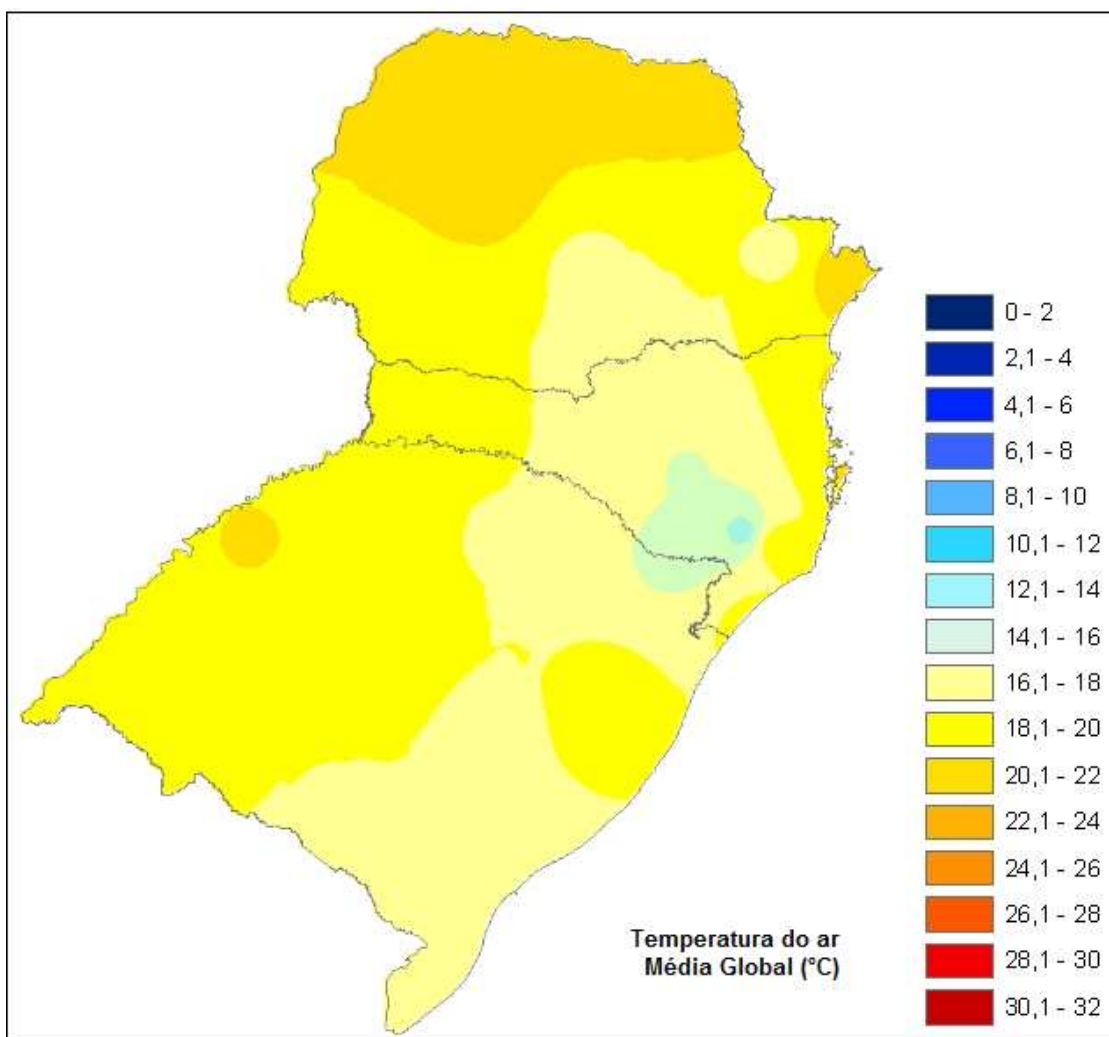 0 - 2
2,1 - 4
4,1 - 6
6,1 - 8
8,1 - 10
10,1 - 12
12,1 - 14
14,1 - 16
16,1 - 18
18,1 - 20
20,1 - 22
22,1 - 24
24,1 - 26
26,1 - 28
28,1 - 30
30,1 - 32
Temperatura do ar
Média Global (ºC)